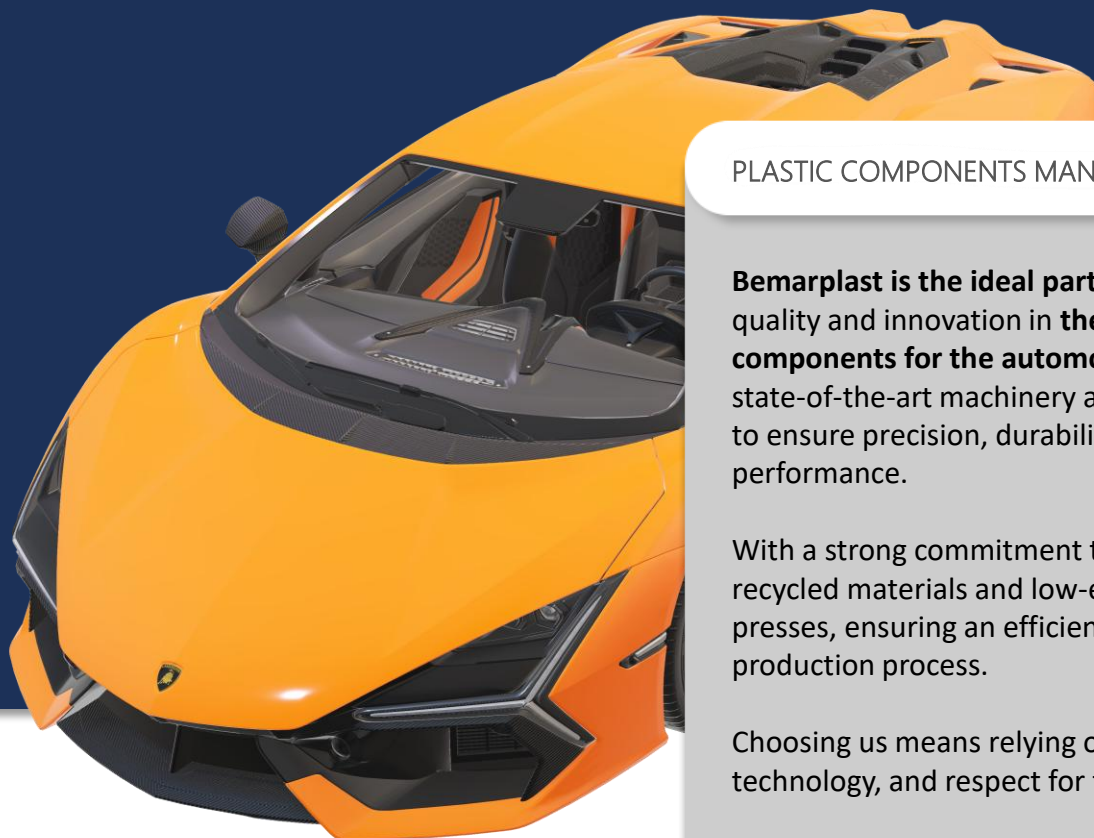 PLASTIC COMPONENTS MAN
Bemarplast is the ideal part
quality and innovation in the
components for the automo
state-of-the-art machinery a
to ensure precision, durabili
performance.
With a strong commitment t
recycled materials and low-e
presses, ensuring an efficien
production process.
Choosing us means relying o
technology, and respect for